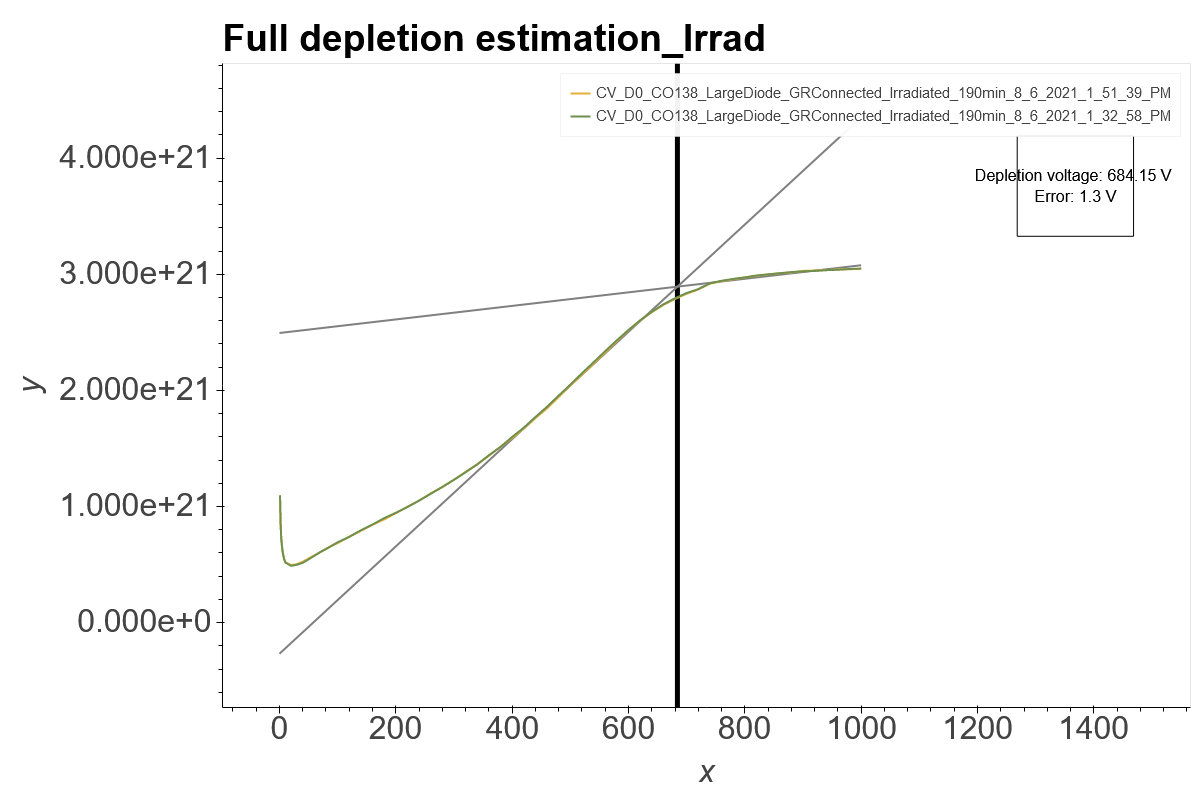 Full depletion estimation_Irrad
CV_D0_CO138_LargeDiode_GRConnected_Irradiated_190min_8_6_2021_1_51_39_PM
CV_D0_CO138_LargeDiode_GRConnected_Irradiated_190min_8_6_2021_1_32_58_PM
Depletion voltage: 684.15 V
Error: 1.3 V
4.000e+21
3.000e+21
2.000e+21
1.000e+21
0.000e+0
y
0 200 400 600 800 1000 1200 1400
x